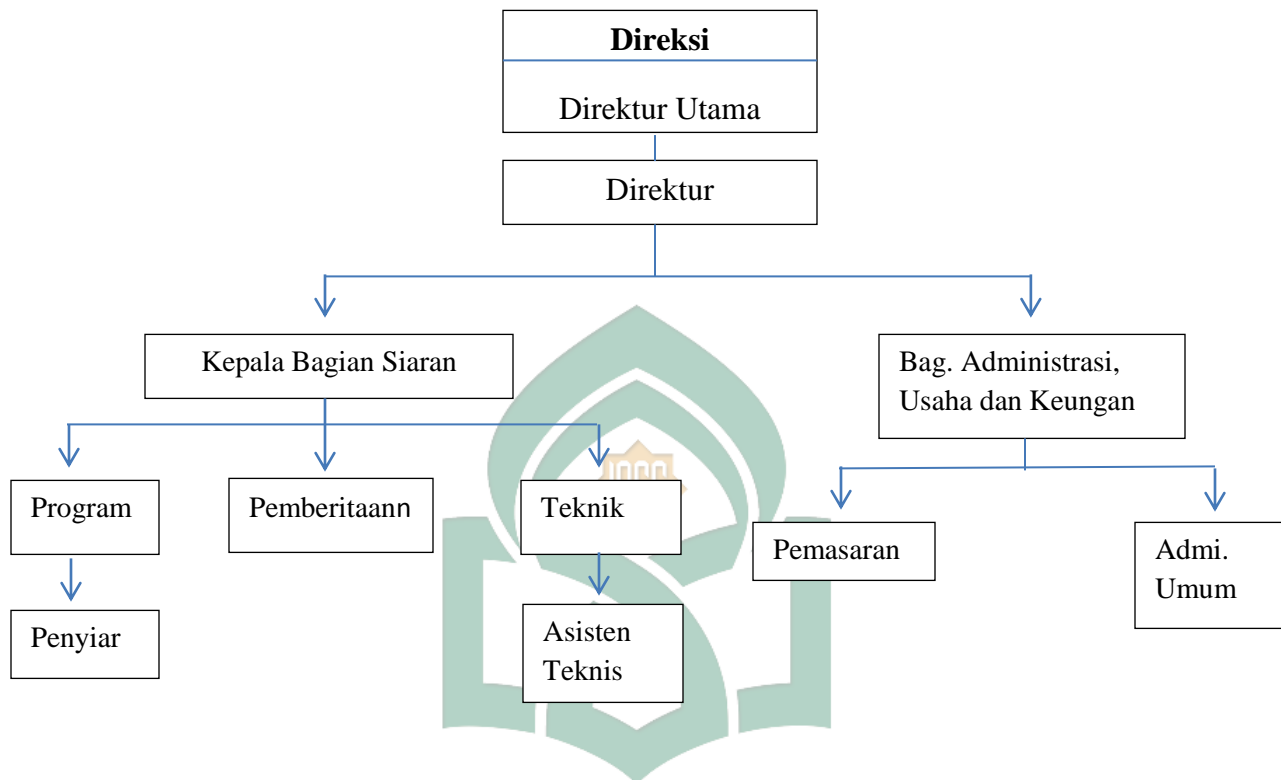 Direksi
Direktur Utama
Direktur
Kepala Bagian Siaran
Bag. Administrasi,
Usaha dan Keungan
Program
Pemberitaann
Teknik
Pemasaran
Admi.
Umum
Penyiar
Asisten
Teknis